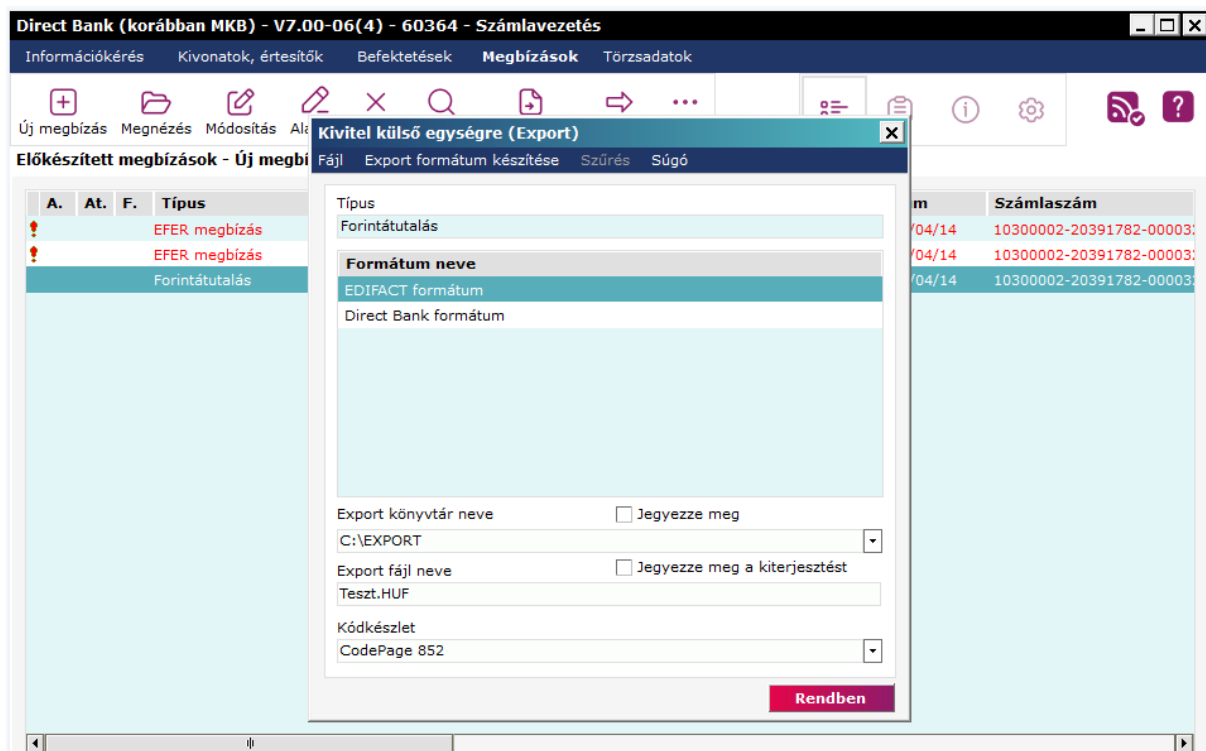 Direct Bank (korábban MKB) - V7.00-06(4) - 60364 - Számlavezetés
Információkérés Kivonatok, értesítők Befektetések Megbízások Törzsadatok
Új megbízás Megnézés Módosítás
Előkészített megbízások - Új
Kivitel külső egységre (Export)
Fájl Export formátum készítése Szűrés Súgó
A. At. F. Típus Számlaszám
EFER megbízás /04/14 10300002-20391782-00003
EFER megbízás /04/14 10300002-20391782-00003
Forintátutalás /04/14 10300002-20391782-00003
Típus
Forintátutalás
Formátum neve
EDIFACT formátum
Direct Bank formátum
Export könyvtár neve Jegyezze meg
C:\EXPORT
Export fájl neve Jegyezze meg a kiterjesztést
Teszt.HUF
Kódkészlet
CodePage 852
Rendben